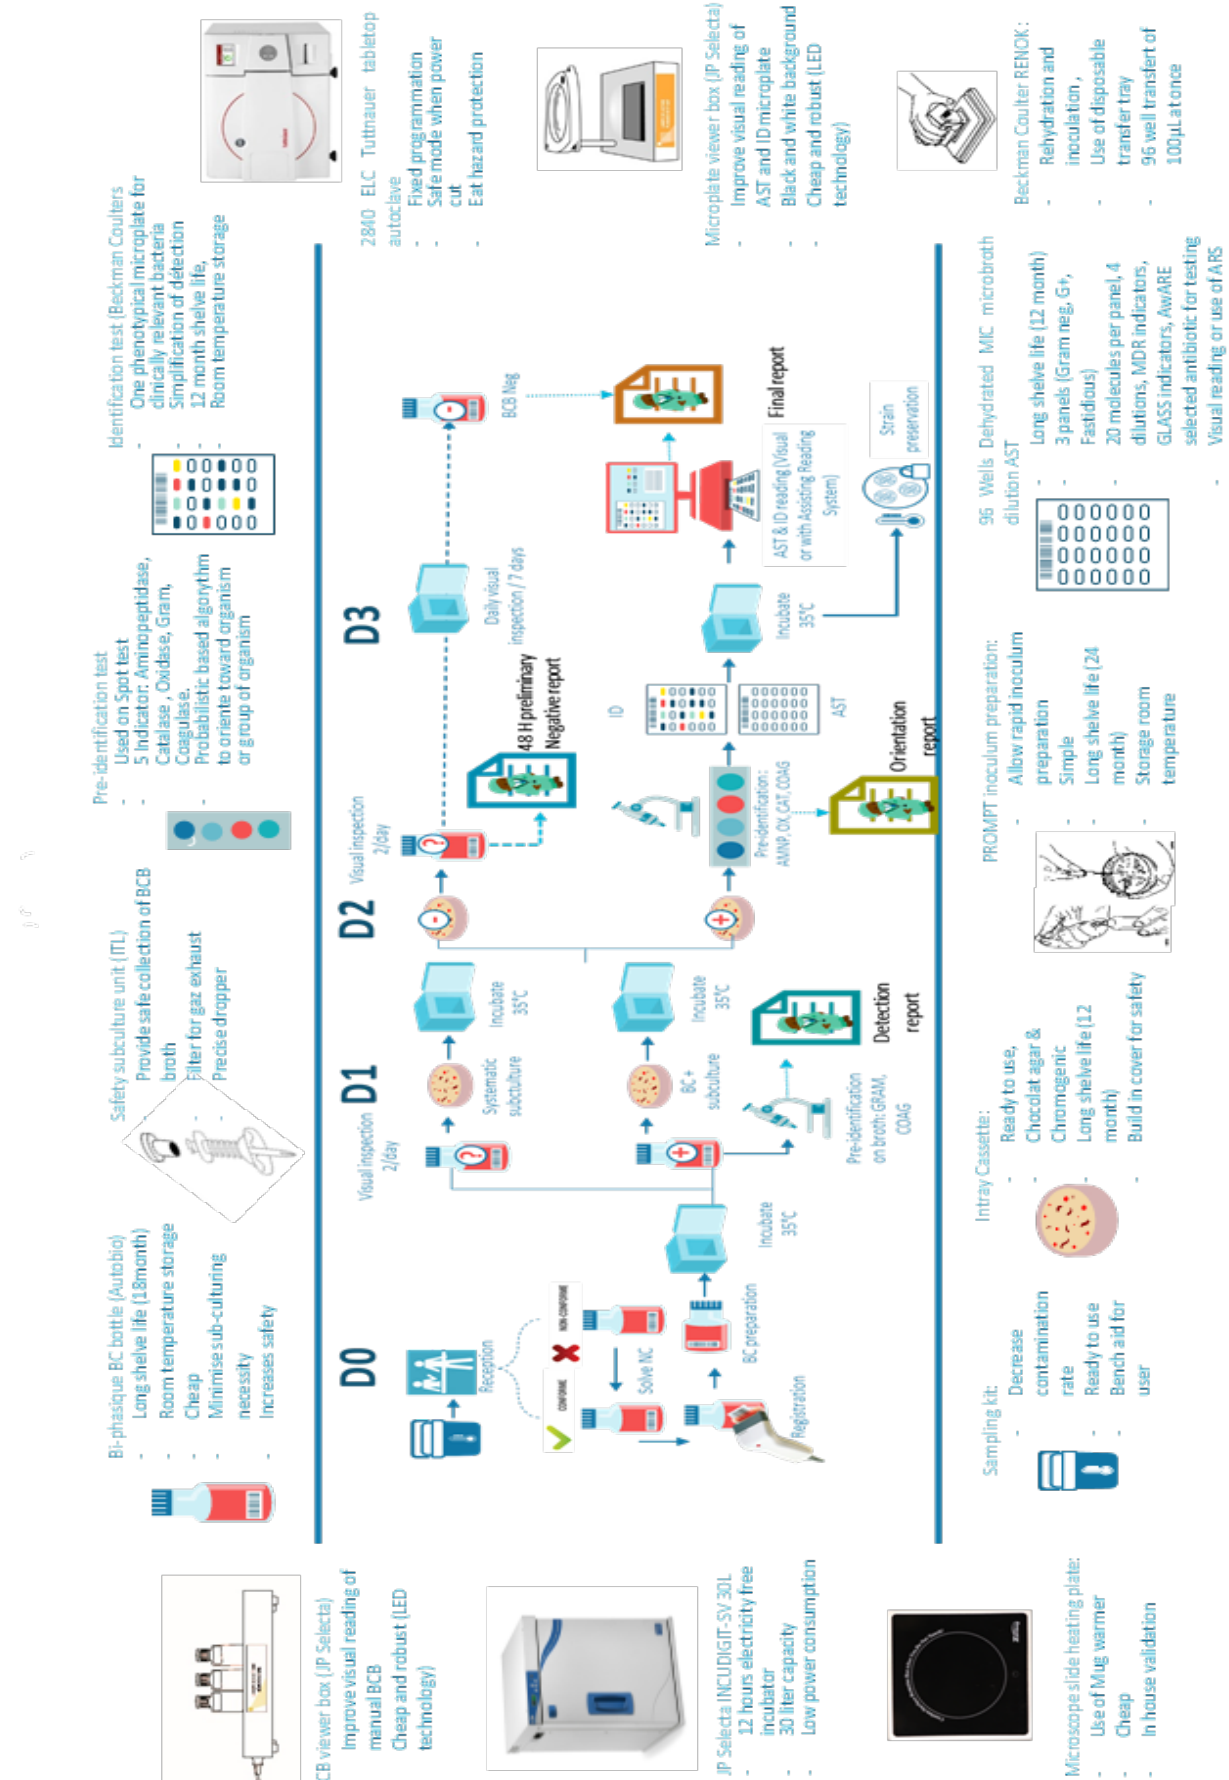 CB viewer box (JP Selecta)
Improve visual reading of
manual BCB
Cheap and robust (LED
technology)
Bi-phasique BC bottle (Autobio)
- Long shelve life (18month)
- Room temperature storage
- Cheap
- Minimise sub-culturing
necessity
- Increases safety
Safety subculture unit (ITL)
- Provide safe collection of BCB
broth
- Filter for gaz exhaust
- Precise dropper
Pre-identification test
- Used on Spot test
- 5 Indicator: Aminopeptidase,
Catalase , Oxidase, Gram,
Coagulase.
- Probabilistic based algorythm
to oriente toward organism
or group of organism
Identification test (Beckman Coulters
- One phenotypical microplate for
clinically relevant bacteria
- Simplification of détection
- 12 month shelve life,
- Room temperature storage
2840 ELC Tuttnauer tabletop
autoclave
- Fixed programmation
- Safe mode when power
cut
- Eat hazard protection
JP Selecta INCUDIGIT-SV 30L
- 12 hours electricity free
incubator
- 30 liter capacity
- Low power consumption
D0
D1
D2
D3
Reception
CONFORME
NON-CONFORME
Solve NC
Registration
BC preparation
Incubate
35°C
Visual inspection
2/day
Systematic
subctulture
Incubate
35°C
BC +
subculture
Incubate
35°C
Pre-identification
on broth: GRAM,
COAG
Detection
report
Visual inspection
2/day
48 H preliminary
Negative report
Pre-identification:
AMNP, OX, CAT, COAG
Orientation
report
ID
AST
Daily visual
inspection / 7 days
Incubate
35°C
BCB Neg
Final report
AST & ID reading (Visual
or with Assisting Reading
System)
Strain
preservation
Microplate viewer box (JP Selecta)
- Improve visual reading of
AST and ID microplate
- Black and white background
- Cheap and robust (LED
technology)
Microscope slide heating plate:
- Use of Mug warmer
- Cheap
- In house validation
Sampling kit:
- Decrease
contamination
rate
- Ready to use
- Bench aid for
user
Intray Cassette:
- Ready to use,
- Chocolat agar &
Chromogenic
- Long shelve life (12
month)
- Build in cover for safety
PROMPT inoculum preparation:
- Allow rapid inoculum
preparation
- Simple
- Long shelve life (24
month)
- Storage room
temperature
96 Wells Dehydrated MIC microbroth
dilution AST
- Long shelve life (12 month)
- 3 panels (Gram neg, G+,
Fastidious)
- 20 molecules per panel, 4
dilutions, MDR indicators,
GLASS indicators, AwARE
selected antibiotic for testing
- Visual reading or use of ARS
Beckman Coulter RENOK :
- Rehydration and
inoculation ,
- Use of disposable
transfer tray
- 96 well transfert of
100µL at once